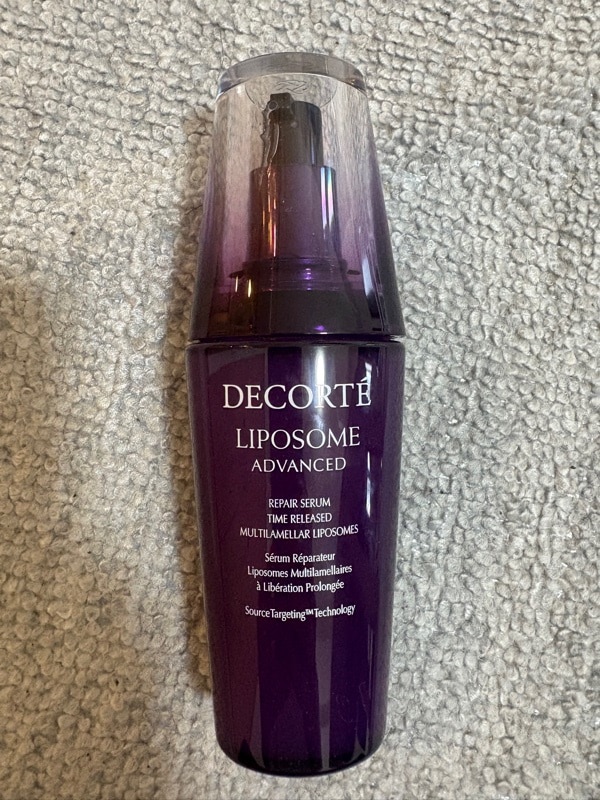 DECORTÉ
LIPOSOME
ADVANCED
REPAIR SERUM
TIME RELEASED
MULTILAMELLAR LIPOSOMES
Sérum Réparateur
Liposomes Multilamellaires
à Libération Prolongée
SourceTargeting™Technology